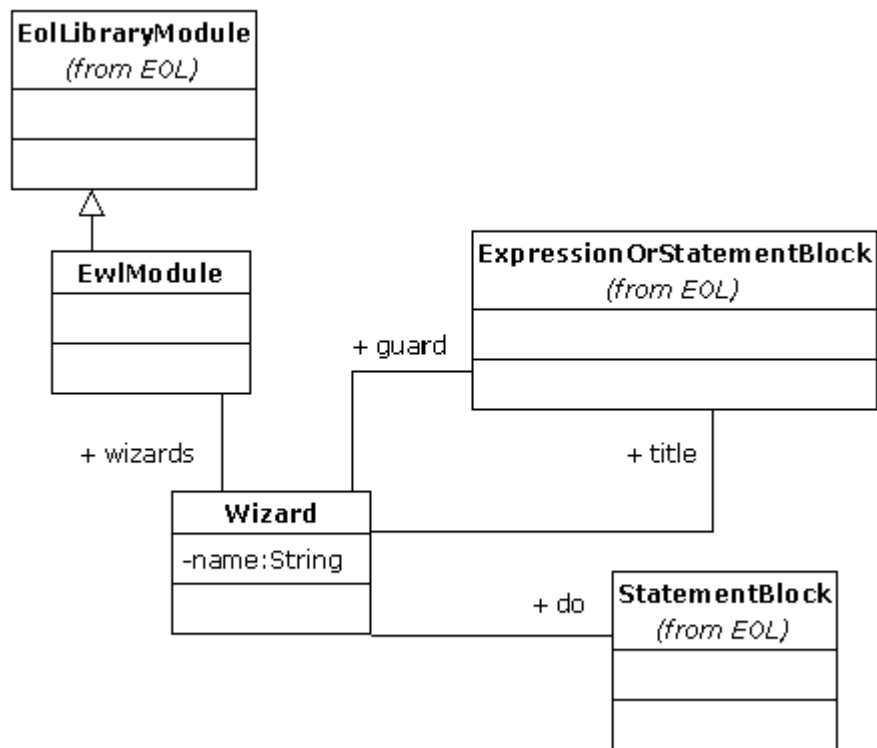 EolLibraryModule
(from EOL)
EwlModule
ExpressionOrStatementBlock
(from EOL)
+ guard
+ wizards
+ title
Wizard
-name:String
+ do
StatementBlock
(from EOL)